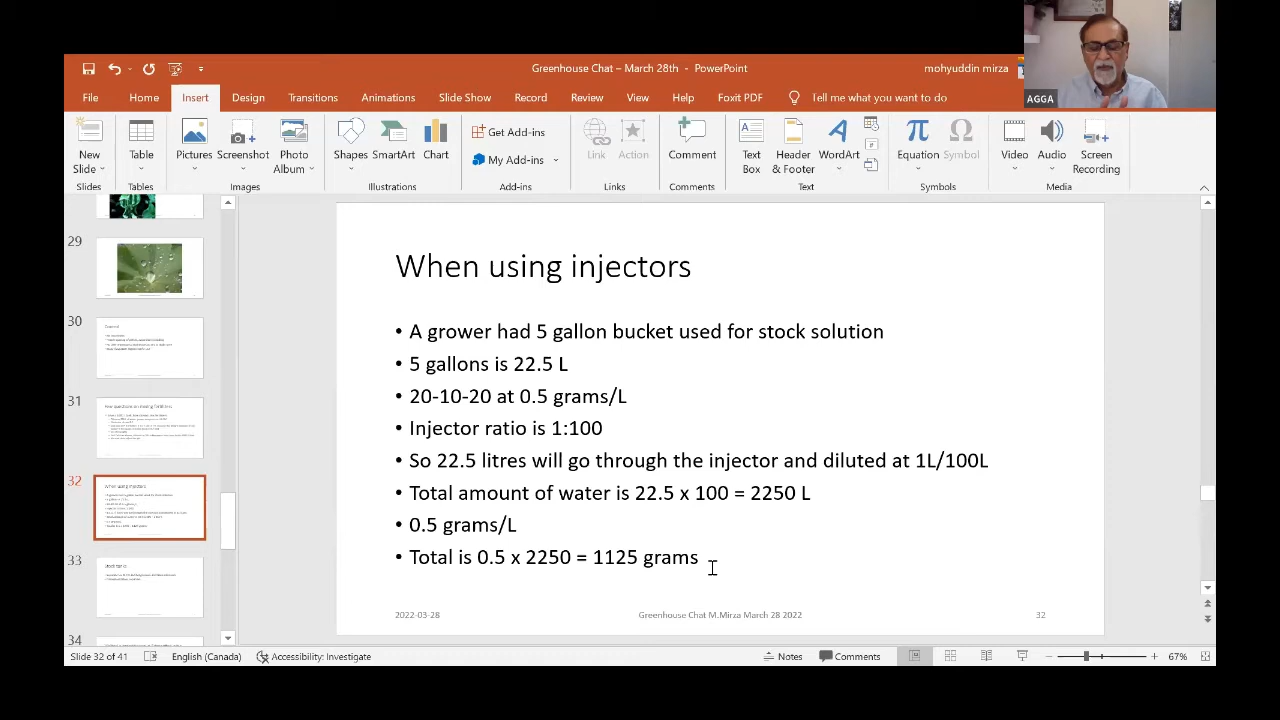 Greenhouse Chat – March 28th - PowerPoint
mohyuddin mirza
AGGA
File Home Insert Design Transitions Animations Slide Show Record Review View Help Foxit PDF Tell me what you want to do
New Slide
Table
Pictures
Screenshot
Photo Album
Shapes
SmartArt
Chart
Get Add-ins
My Add-ins
Link
Action
Comment
Text Box
Header & Footer
WordArt
Equation
Symbol
Video
Audio
Screen Recording
Slides Tables Images Illustrations Add-ins Links Comments Text Symbols Media
29
30
31
32
33
34
When using injectors
• A grower had 5 gallon bucket used for stock solution
• 5 gallons is 22.5 L
• 20-10-20 at 0.5 grams/L
• Injector ratio is 1:100
• So 22.5 litres will go through the injector and diluted at 1L/100L
• Total amount of water is 22.5 x 100 = 2250 L
• 0.5 grams/L
• Total is 0.5 x 2250 = 1125 grams
2022-03-28 Greenhouse Chat M.Mirza March 28 2022 32
Slide 32 of 41 English (Canada) Accessibility: Investigate Notes Comments 67%